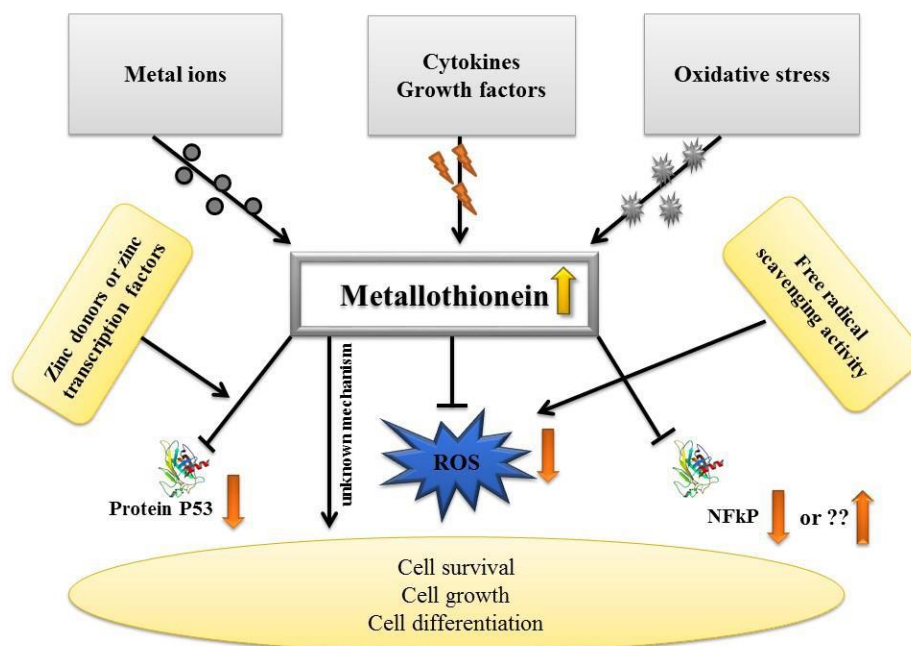 Metal ions
Cytokines
Growth factors
Oxidative stress
Zinc donors or zinc
transcription factors
Metallothionein
Free radical
scavenging activity
unknown mechanism
ROS
Protein P53
NFkP
or ??
Cell survival
Cell growth
Cell differentiation